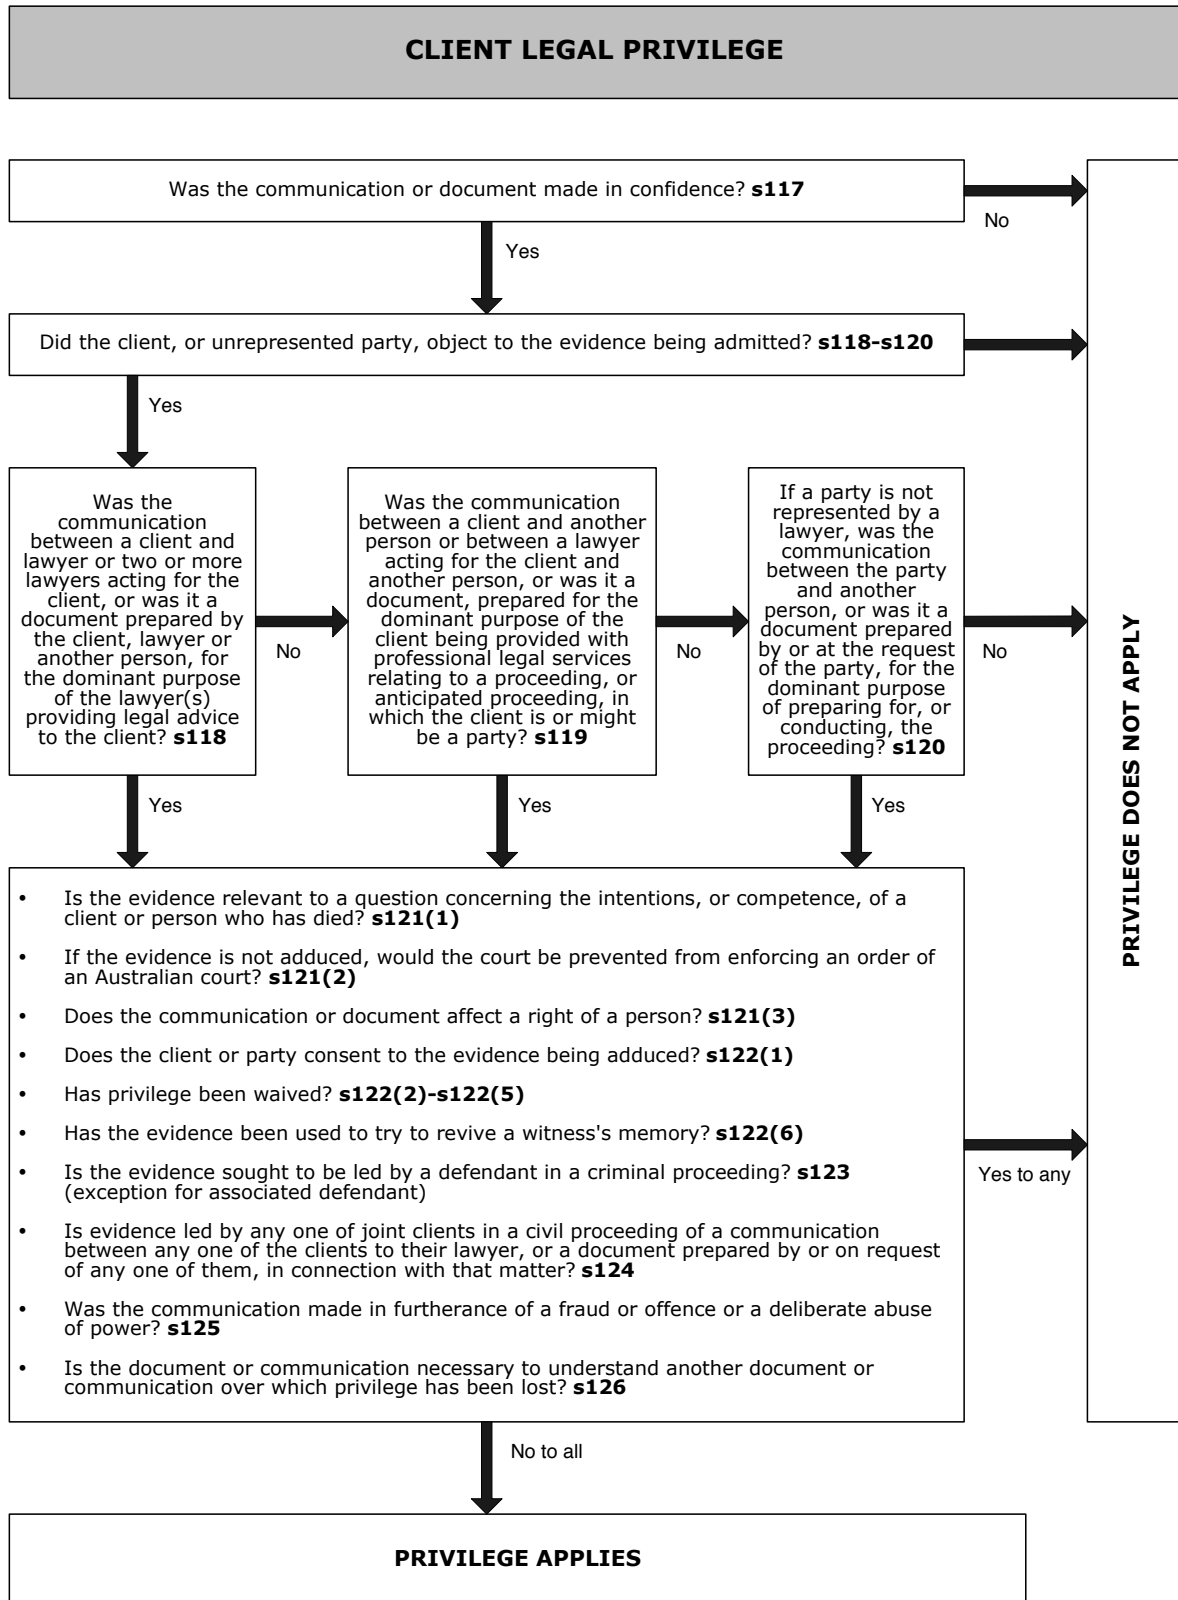 CLIENT LEGAL PRIVILEGE
Was the communication or document made in confidence? s117
No
Yes
Did the client, or unrepresented party, object to the evidence being admitted? s118-s120
Yes
Was the
communication
between a client and
lawyer or two or more
lawyers acting for the
client, or was it a
document prepared by
the client, lawyer or
another person, for
the dominant purpose
of the lawyer(s)
providing legal advice
to the client? s118
No
Was the communication
between a client and another
person or between a lawyer
acting for the client and
another person, or was it a
document, prepared for the
dominant purpose of the
client being provided with
professional legal services
relating to a proceeding, or
anticipated proceeding, in
which the client is or might
be a party? s119
No
If a party is not
represented by a
lawyer, was the
communication
between the party
and another
person, or was it a
document prepared
by or at the request
of the party, for the
dominant purpose
of preparing for, or
conducting, the
proceeding? s120
No
PRIVILEGE DOES NOT APPLY
Yes
Yes
Yes
• Is the evidence relevant to a question concerning the intentions, or competence, of a
client or person who has died? s121(1)
• If the evidence is not adduced, would the court be prevented from enforcing an order of
an Australian court? s121(2)
• Does the communication or document affect a right of a person? s121(3)
• Does the client or party consent to the evidence being adduced? s122(1)
• Has privilege been waived? s122(2)-s122(5)
• Has the evidence been used to try to revive a witness's memory? s122(6)
• Is the evidence sought to be led by a defendant in a criminal proceeding? s123
(exception for associated defendant)
• Is evidence led by any one of joint clients in a civil proceeding of a communication
between any one of the clients to their lawyer, or a document prepared by or on request
of any one of them, in connection with that matter? s124
• Was the communication made in furtherance of a fraud or offence or a deliberate abuse
of power? s125
• Is the document or communication necessary to understand another document or
communication over which privilege has been lost? s126
Yes to any
No to all
PRIVILEGE APPLIES